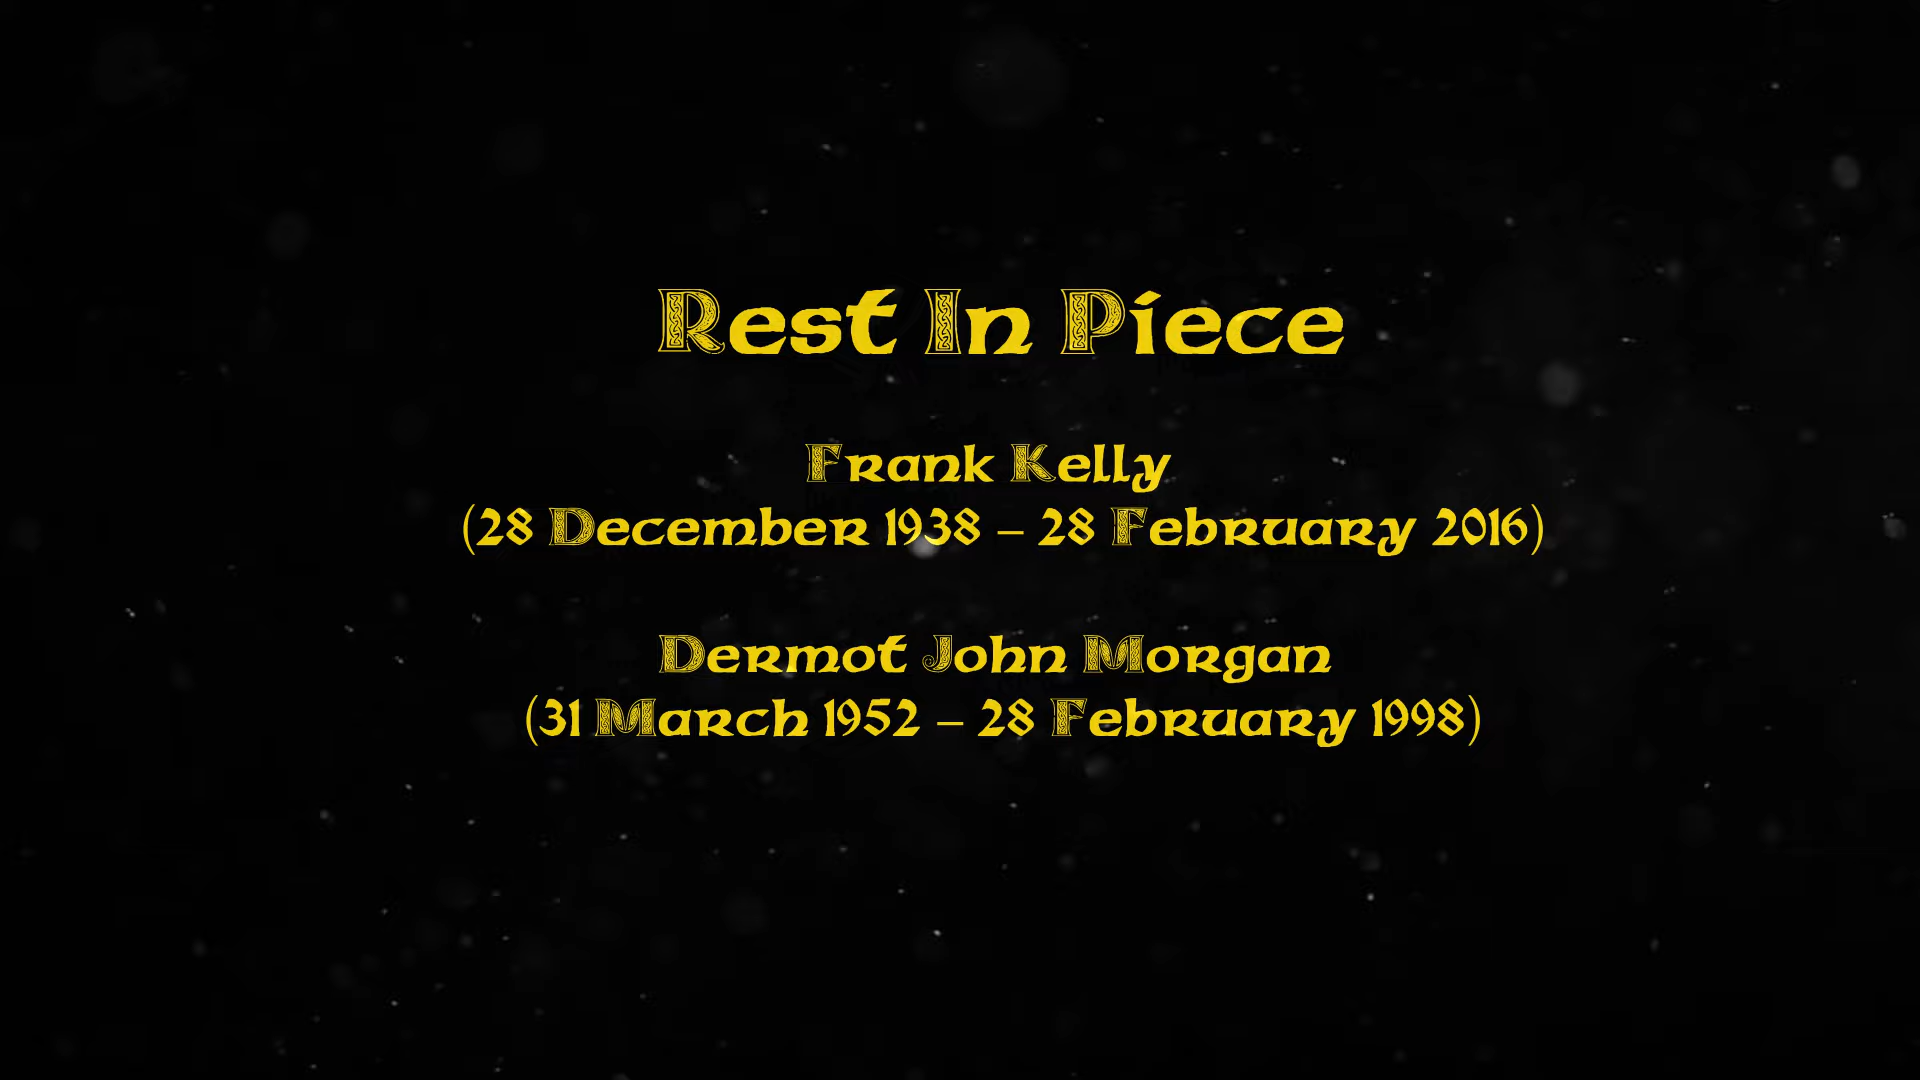 Rest In Piece
Frank Kelly
(28 December 1938 – 28 February 2016)
Dermot John Morgan
(31 March 1952 – 28 February 1998)